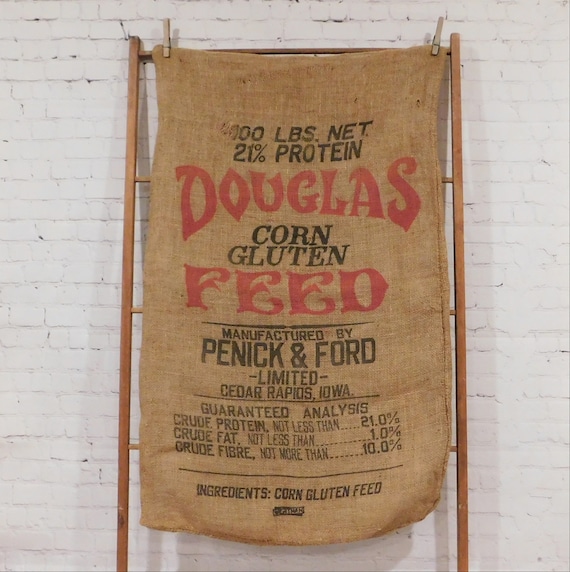 100 LBS. NET
21% PROTEIN
DOUGLAS
CORN
GLUTEN
FEED
MANUFACTURED BY
PENICK & FORD
-LIMITED-
CEDAR RAPIDS, IOWA.
GUARANTEED ANALYSIS
CRUDE PROTEIN, NOT LESS THAN ..... 21.0%
CRUDE FAT, NOT LESS THAN .......... 1.0%
CRUDE FIBRE, NOT MORE THAN ........ 10.0%
INGREDIENTS: CORN GLUTEN FEED